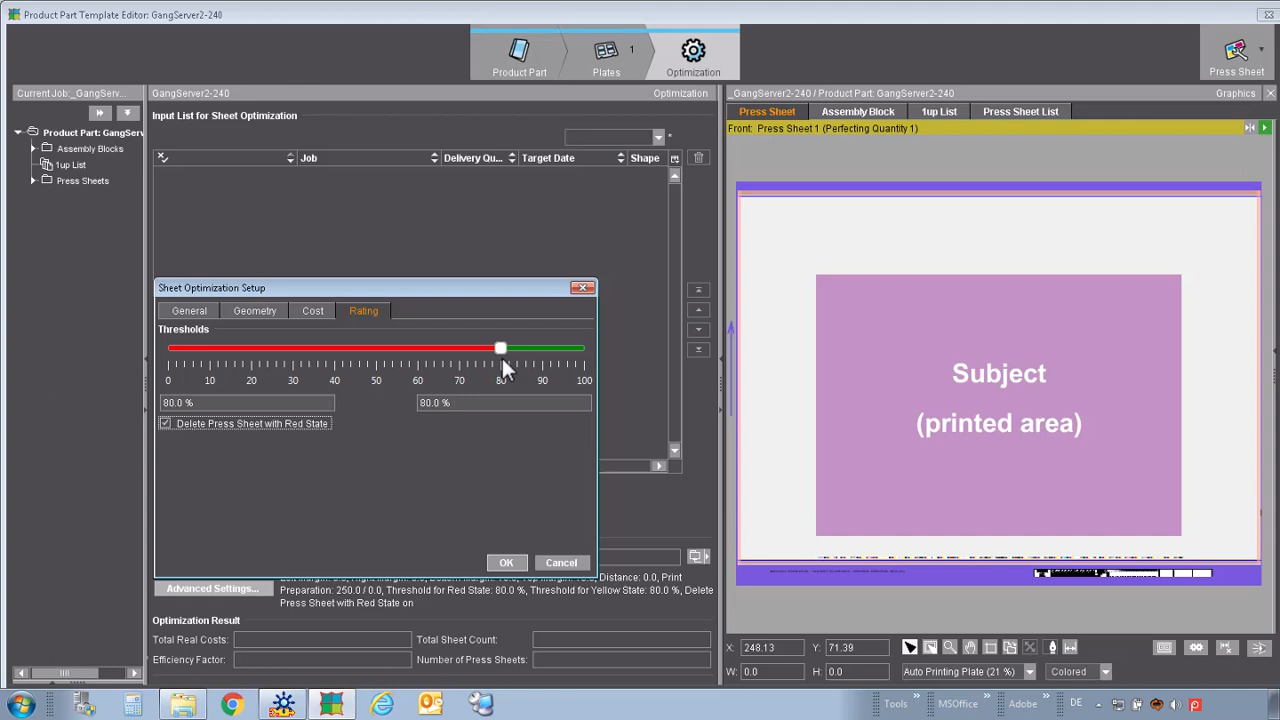 Product Part Template Editor: GangServer2-240
Product Part
Plates
1
Optimization
Press Sheet
Current Job:_GangServ...
GangServer2-240
Optimization
_GangServer2-240 / Product Part: GangServer2-240
Graphics
Product Part: GangServ
Assembly Blocks
1up List
Press Sheets
Input List for Sheet Optimization
*
Job
Delivery Qu...
Target Date
Shape
Press Sheet
Assembly Block
1up List
Press Sheet List
Front: Press Sheet 1 (Perfecting Quantity 1)
Subject
(printed area)
Sheet Optimization Setup
General
Geometry
Cost
Rating
Thresholds
0 10 20 30 40 50 60 70 80 90 100
80.0 %
80.0 %
Delete Press Sheet with Red State
OK
Cancel
Advanced Settings...
Preparation: 250.0 / 0.0, Threshold for Red State: 80.0 %, Threshold for Yellow State: 80.0 %, Delete
Press Sheet with Red State on
Optimization Result
Total Real Costs:
Total Sheet Count:
Efficiency Factor:
Number of Press Sheets:
X: 248.13
Y: 71.39
W: 0.0
H: 0.0
Auto Printing Plate (21 %)
Colored
Tools
MSOffice
Adobe
DE